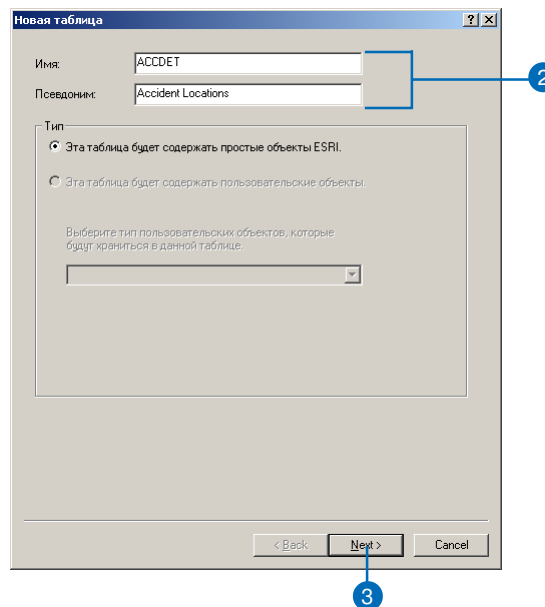 Новая таблица
Имя:
ACCDET
2
Псевдоним:
Accident Locations
Тип
Эта таблица будет содержать простые объекты ESRI.
Эта таблица будет содержать пользовательские объекты.
Выберите тип пользовательских объектов, которые
будут храниться в данной таблице.
< Back
Next >
Cancel
3